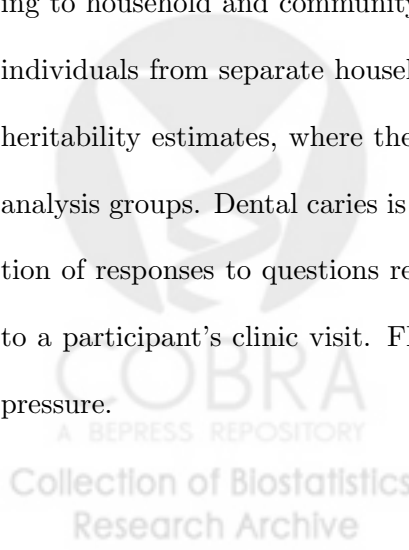 ing to household and community
individuals from separate househ
heritability estimates, where the
analysis groups. Dental caries is
tion of responses to questions re
to a participant's clinic visit. F
pressure.
COBRA
A BEPRESS REPOSITORY
Collection of Biostatistics
Research Archive